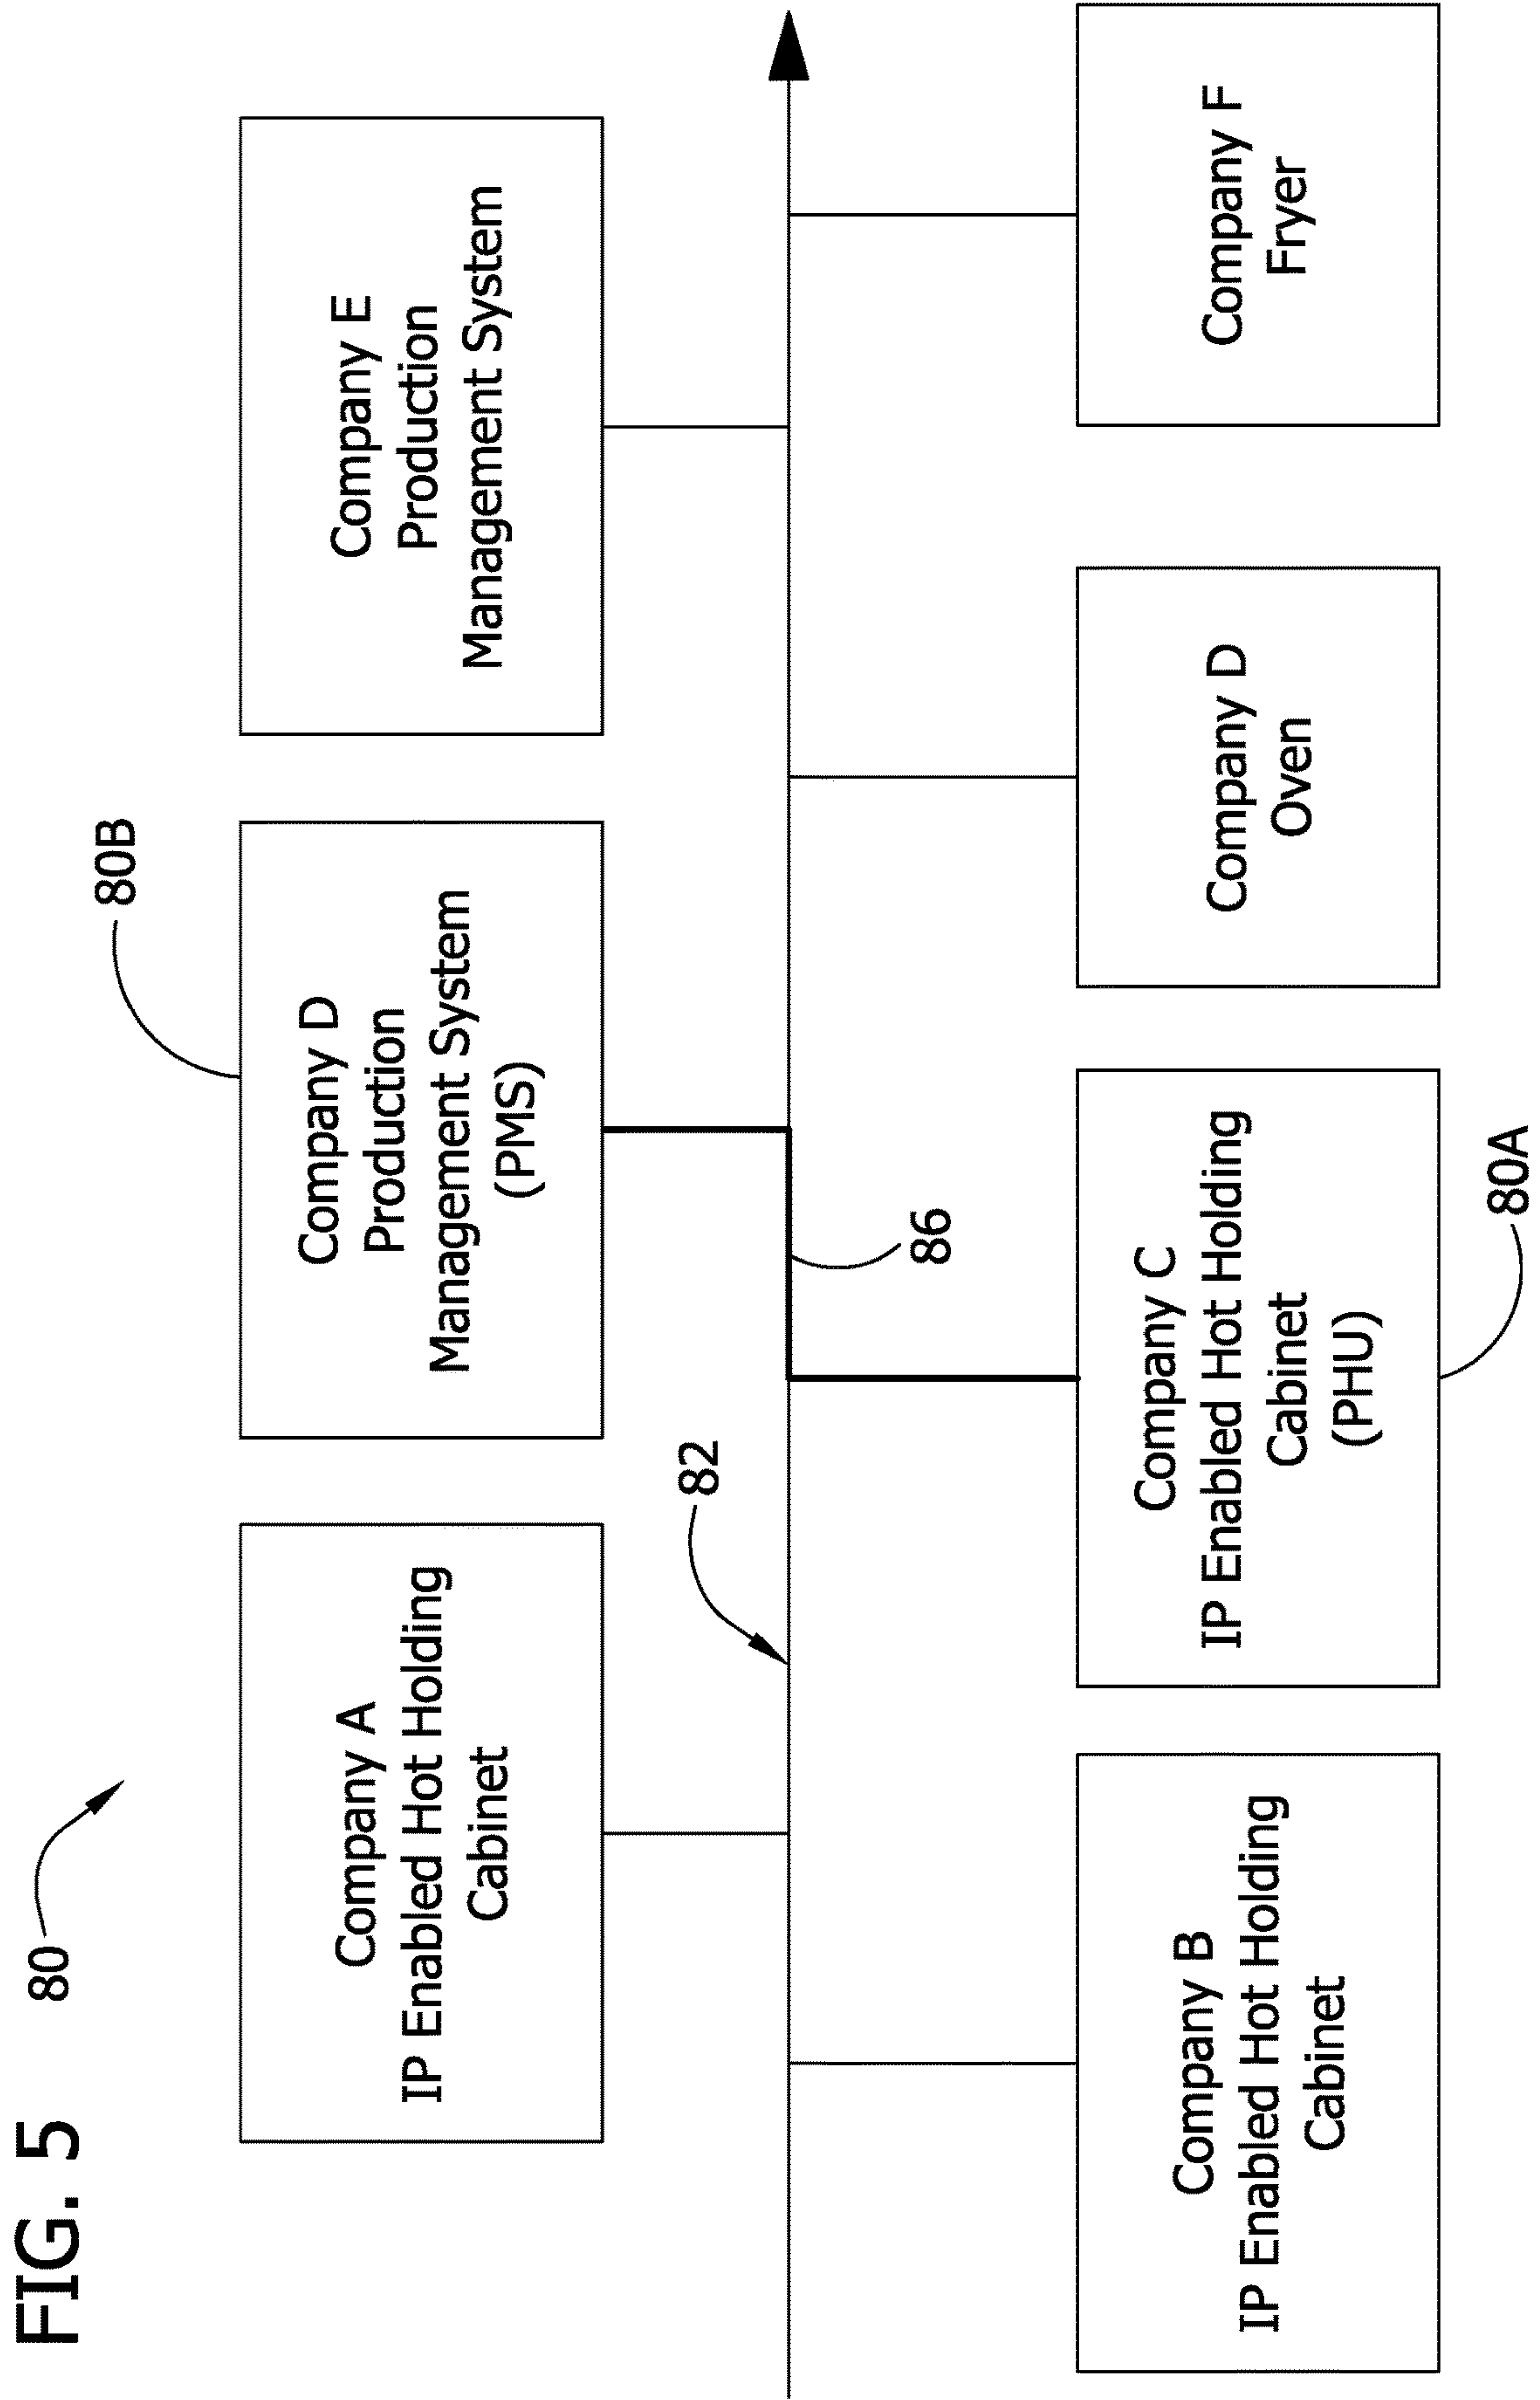 FIG. 5
80
80B
Company A
IP Enabled Hot Holding
Cabinet
Company D
Production
Management System
(PMS)
Company E
Production
Management System
82
86
Company B
IP Enabled Hot Holding
Cabinet
Company C
IP Enabled Hot Holding
Cabinet
(PHU)
Company D
Oven
Company F
Fryer
80A